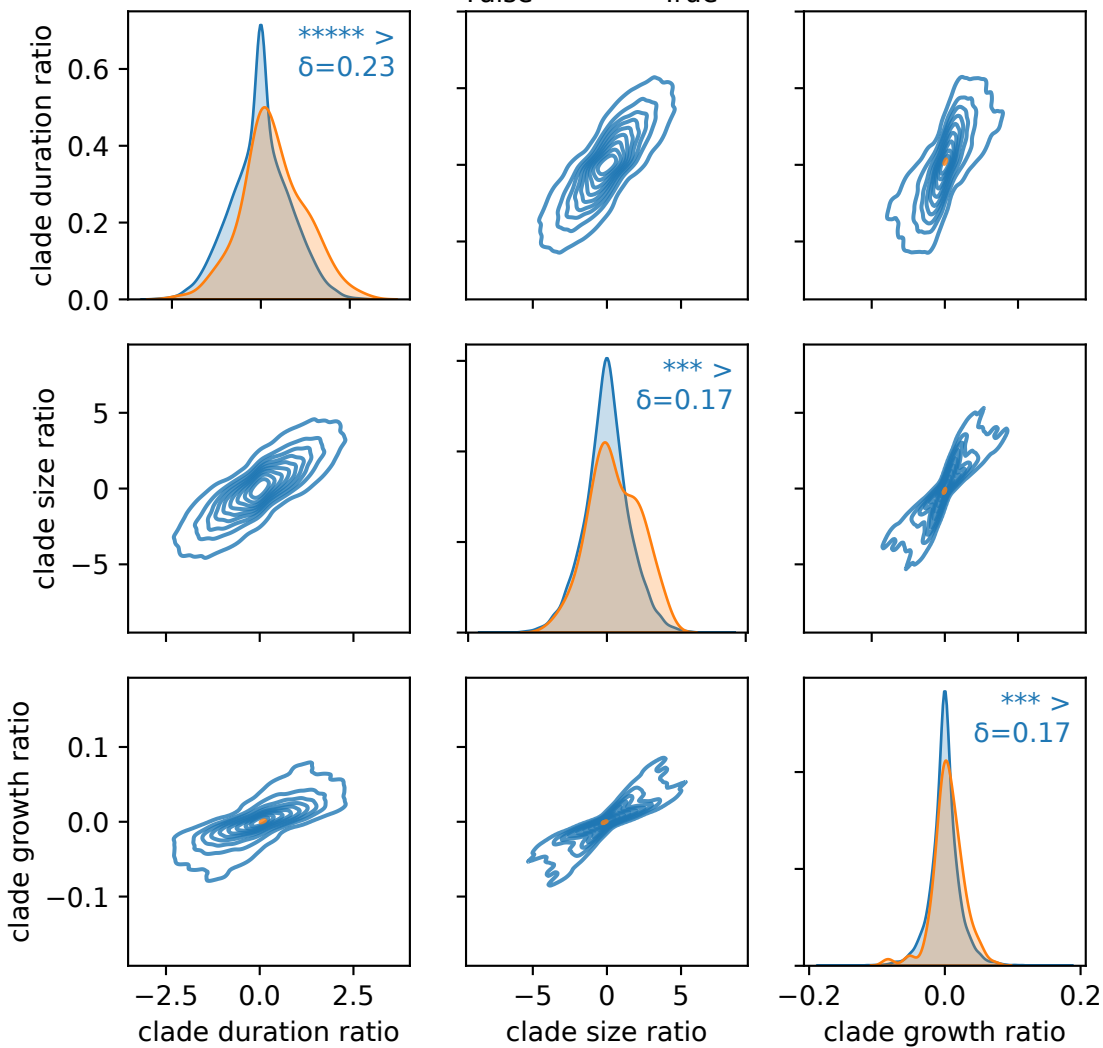 True
clade duration ratio
0.6
0.4
0.2
0.0
***** >
δ=0.23
clade size ratio
5
0
−5
*** >
δ=0.17
clade growth ratio
0.1
0.0
−0.1
*** >
δ=0.17
−2.5 0.0 2.5
−5 0 5
−0.2 0.0 0.2
clade duration ratio
clade size ratio
clade growth ratio